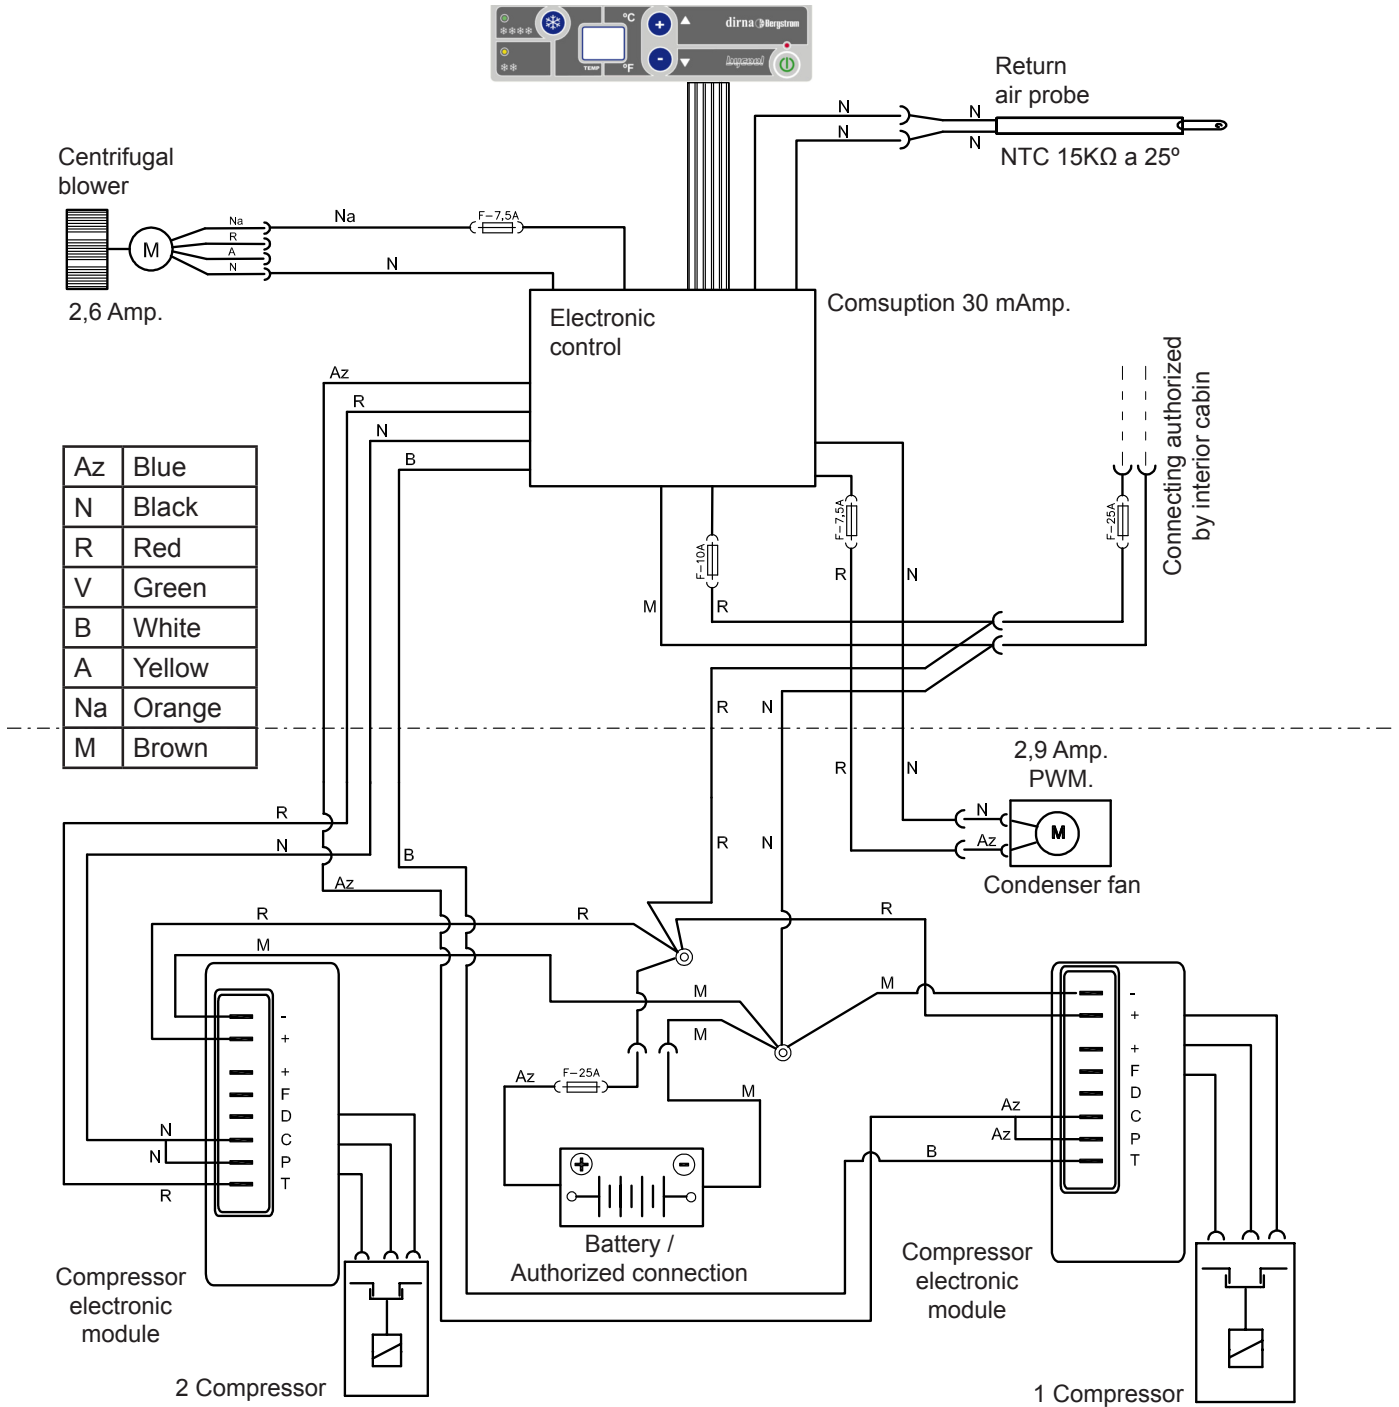 °C
dirna Bergstrom
+
-
TEMP
°F
bycool
Return
air probe
N
N
N
N
NTC 15KΩ a 25º
Centrifugal
blower
M
Na
R
A
N
Na
N
F-7,5A
2,6 Amp.
Electronic
control
Comsuption 30 mAmp.
Connecting authorized
by interior cabin
Az
R
N
B
Az Blue
N Black
R Red
V Green
B White
A Yellow
Na Orange
M Brown
F-10A
F-7,5A
F-25A
M
R
R
N
R
N
R
N
2,9 Amp.
PWM.
N
Az
M
Condenser fan
R
N
B
Az
R
N
R
M
R
R
M
M
M
-
+
+
F
D
C
P
T
N
N
R
Az
F-25A
M
+
-
Battery /
Authorized connection
-
+
+
F
D
C
P
T
Az
Az
B
Compressor
electronic
module
2 Compressor
Compressor
electronic
module
1 Compressor